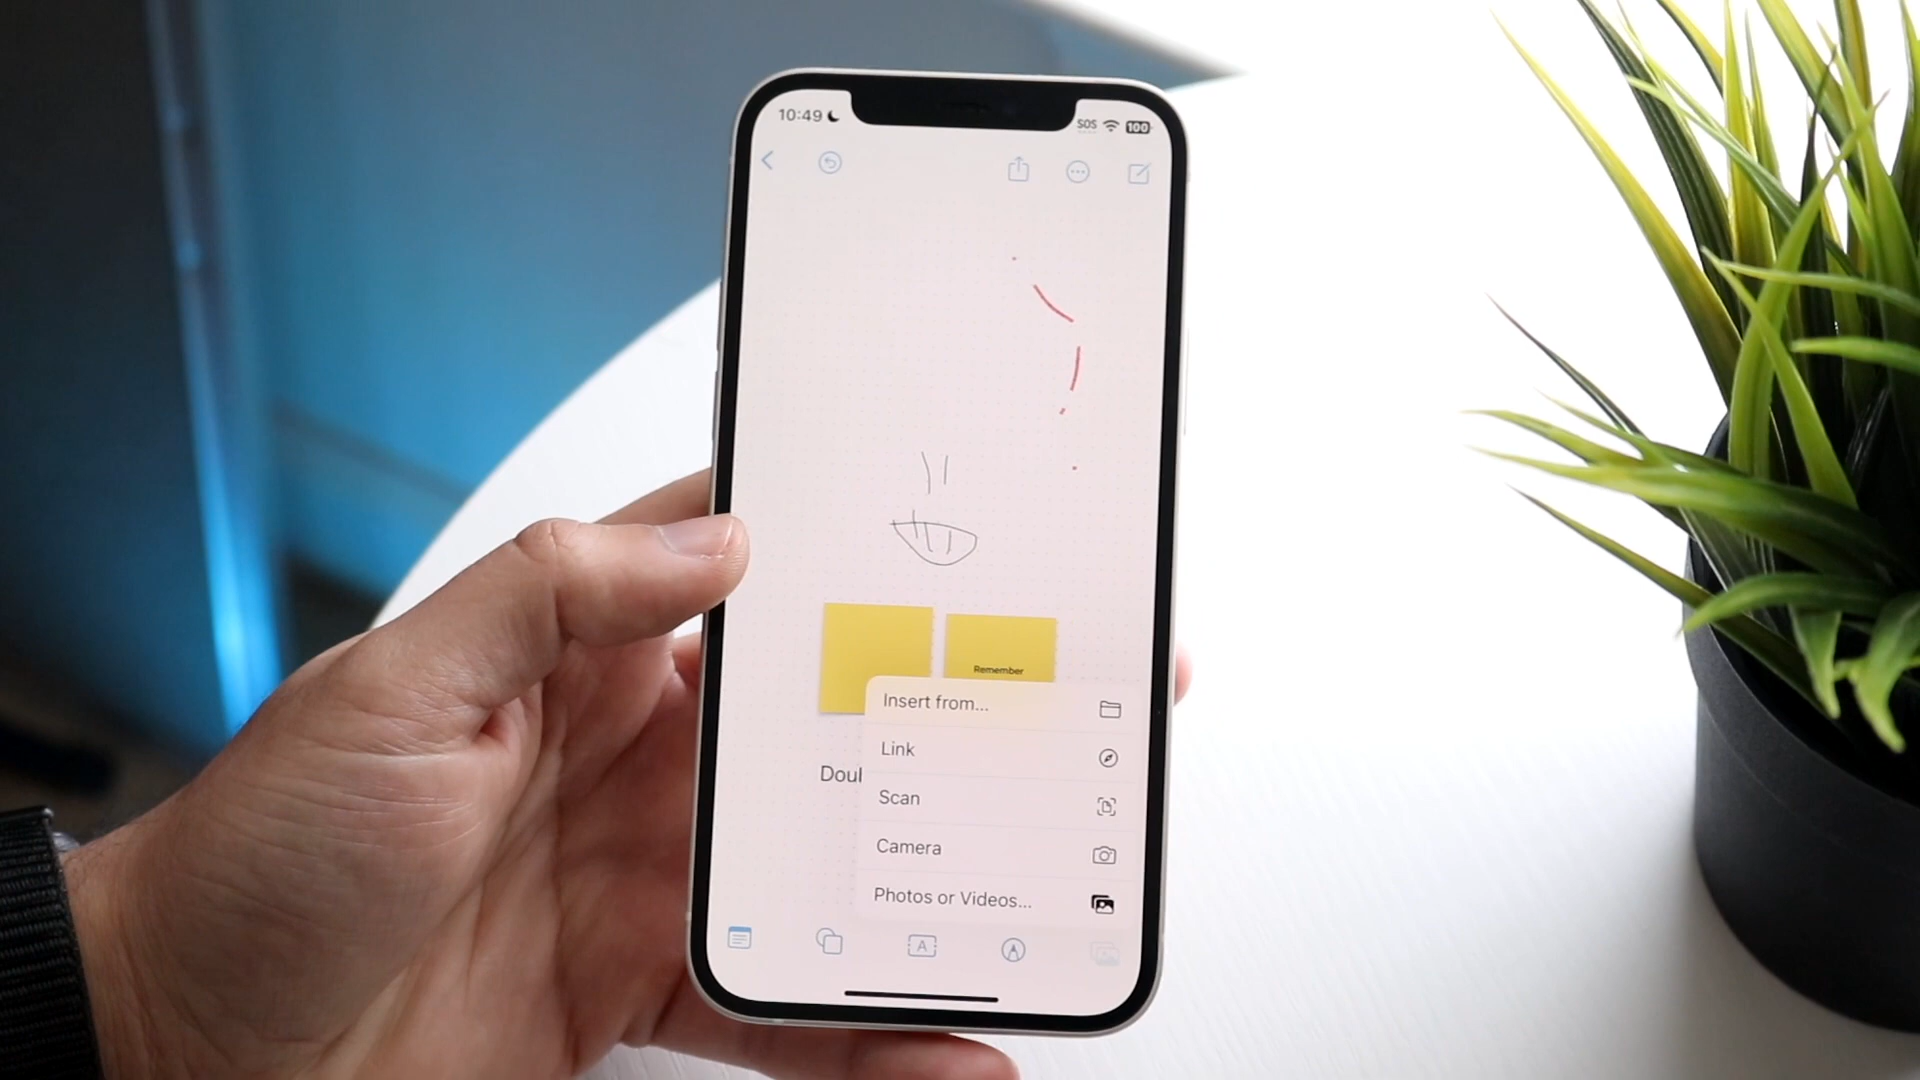 10:49
SOS
100
Remember
Insert from...
Link
Doul
Scan
Camera
Photos or Videos...
A